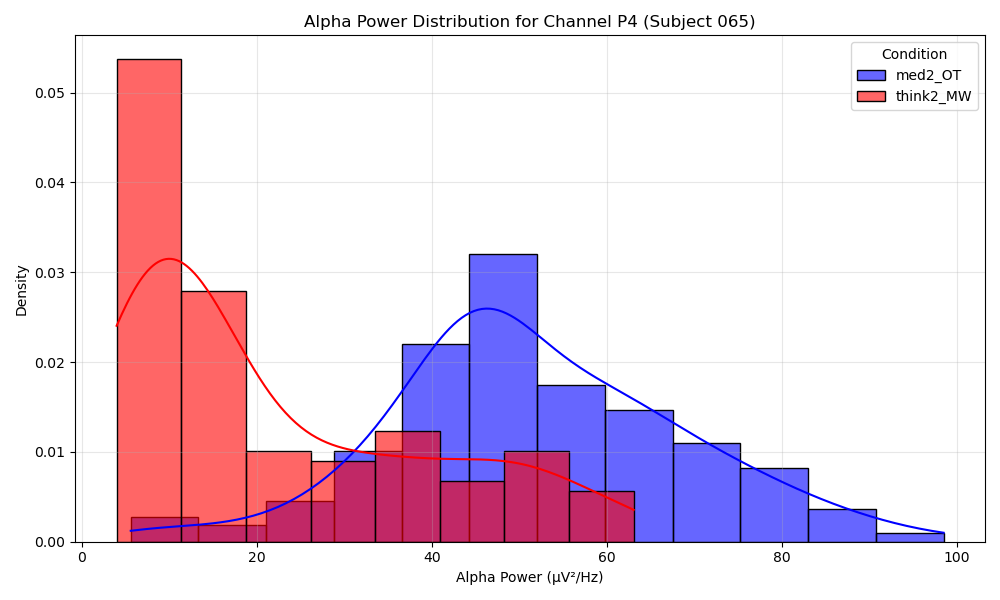 Alpha Power Distribution for Channel P4 (Subject 065)
Condition
med2_OT
think2_MW
Density
0.05
0.04
0.03
0.02
0.01
0.00
0 20 40 60 80 100
Alpha Power (µV²/Hz)